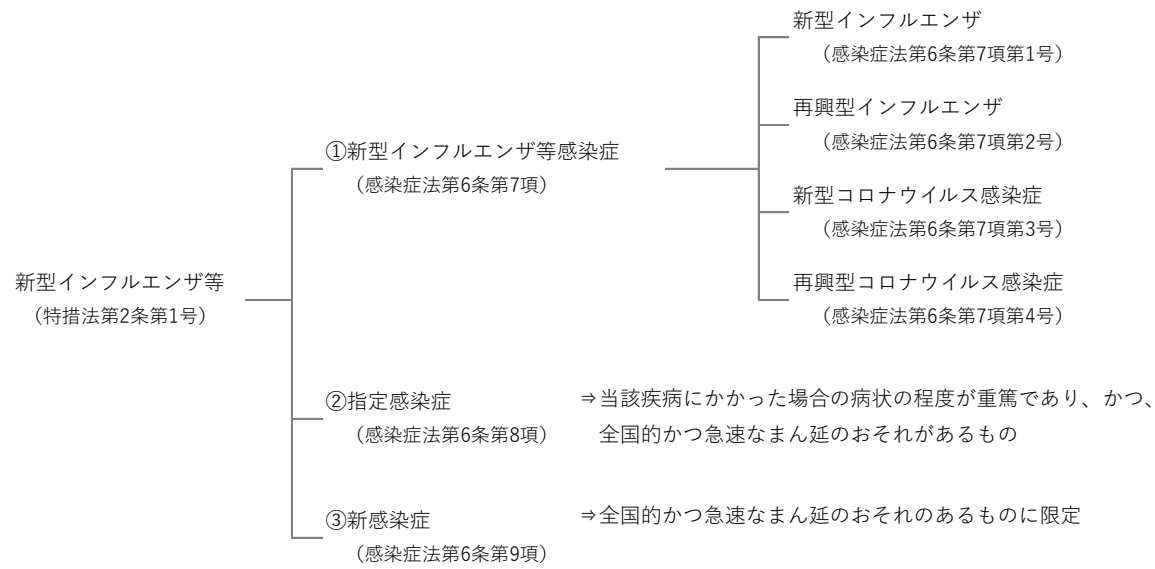 新型インフルエンザ等
（特措法第2条第1号）
①新型インフルエンザ等感染症
（感染症法第6条第7項）
新型インフルエンザ
（感染症法第6条第7項第1号）
再興型インフルエンザ
（感染症法第6条第7項第2号）
新型コロナウイルス感染症
（感染症法第6条第7項第3号）
再興型コロナウイルス感染症
（感染症法第6条第7項第4号）
②指定感染症
（感染症法第6条第8項）
⇒当該疾病にかかった場合の病状の程度が重篤であり、かつ、
全国的かつ急速なまん延のおそれがあるもの
③新感染症
（感染症法第6条第9項）
⇒全国的かつ急速なまん延のおそれのあるものに限定